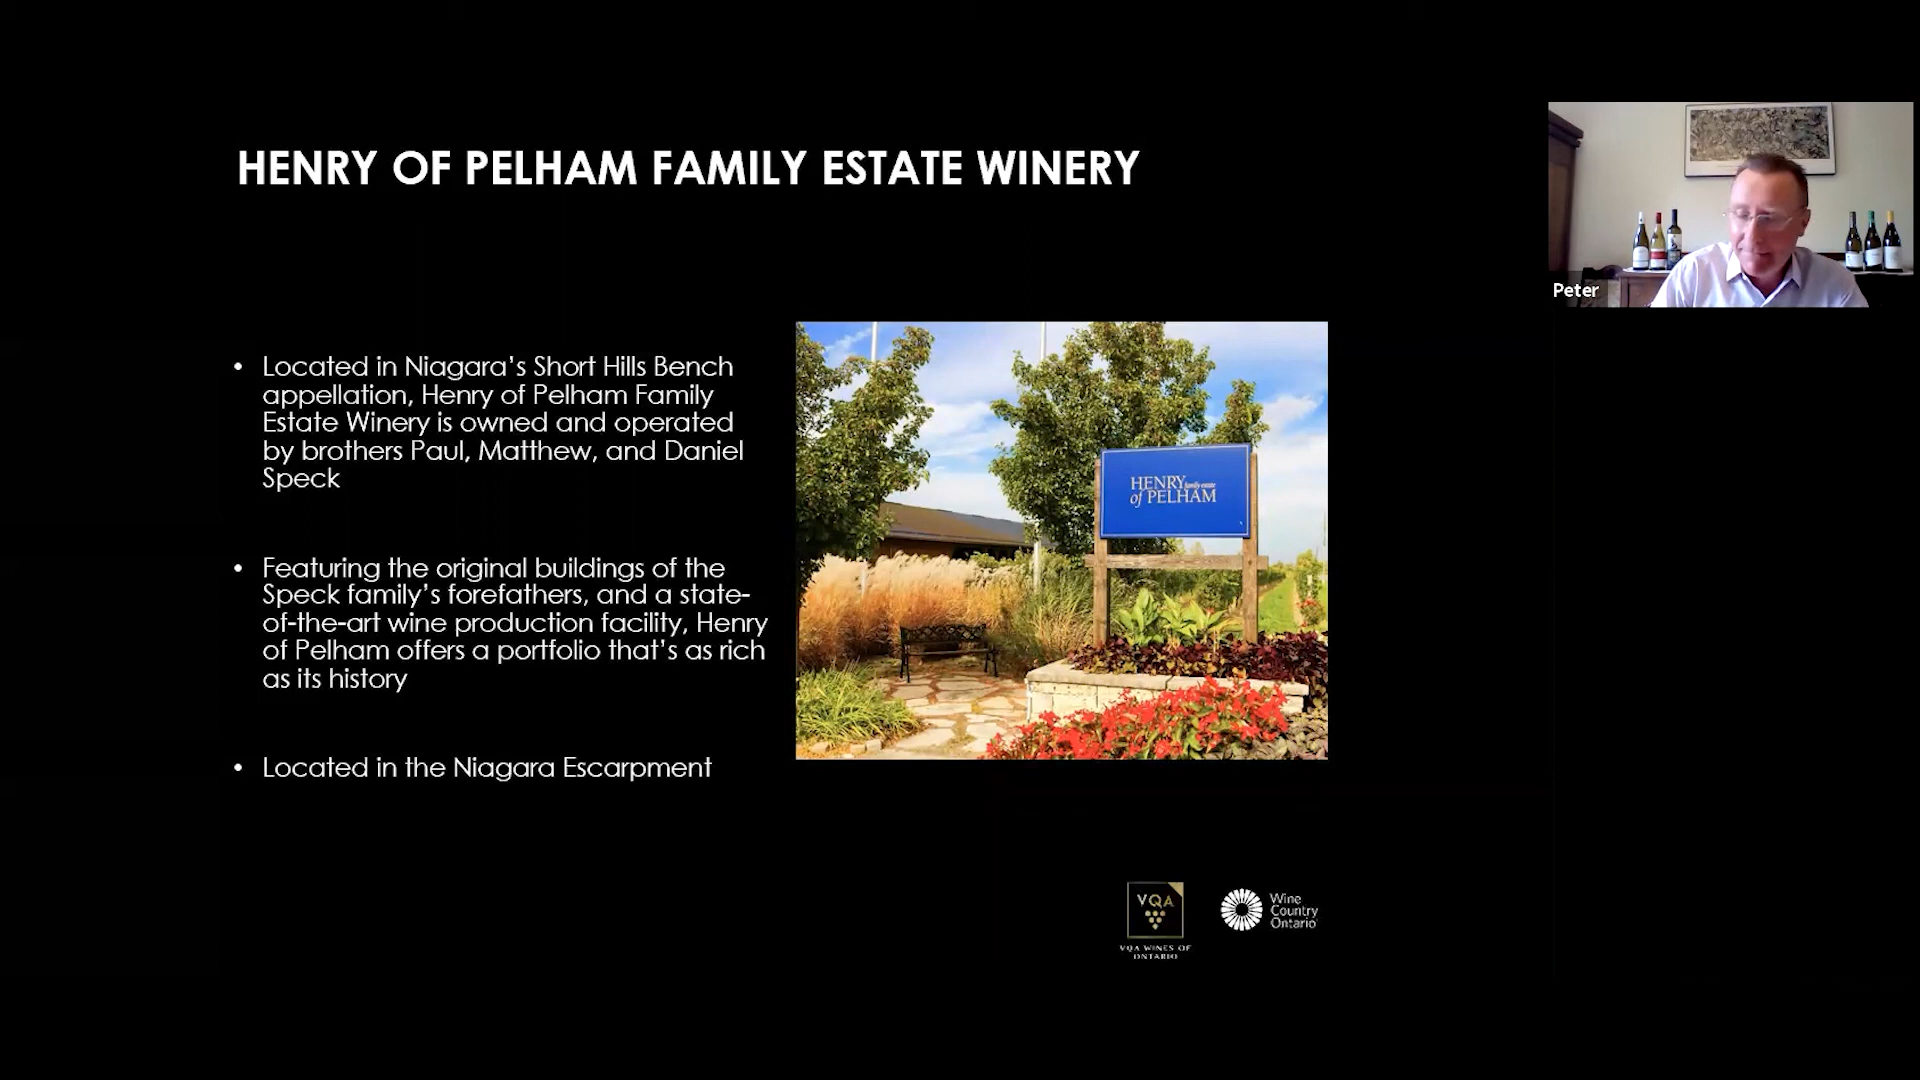 HENRY OF PELHAM FAMILY ESTATE WINERY
Peter
• Located in Niagara’s Short Hills Bench
appellation, Henry of Pelham Family
Estate Winery is owned and operated
by brothers Paul, Matthew, and Daniel
Speck
HENRY family estate
of PELHAM
• Featuring the original buildings of the
Speck family’s forefathers, and a state-
of-the-art wine production facility, Henry
of Pelham offers a portfolio that’s as rich
as its history
• Located in the Niagara Escarpment
VQA
VQA WINES OF
ONTARIO
Wine
Country
Ontario